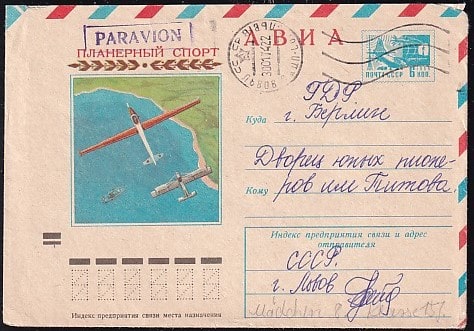 PARAVION
ПЛАНЕРНЫЙ СПОРТ
АВИА
ПОЧТА СССР 6 КОП.
Куда
ГДР
г. Берлин
Кому
Дворец юных пионе-
ров им Титова.
Индекс предприятия связи и адрес
отправителя
СССР.
г. Львов
Индекс предприятия связи места назначения